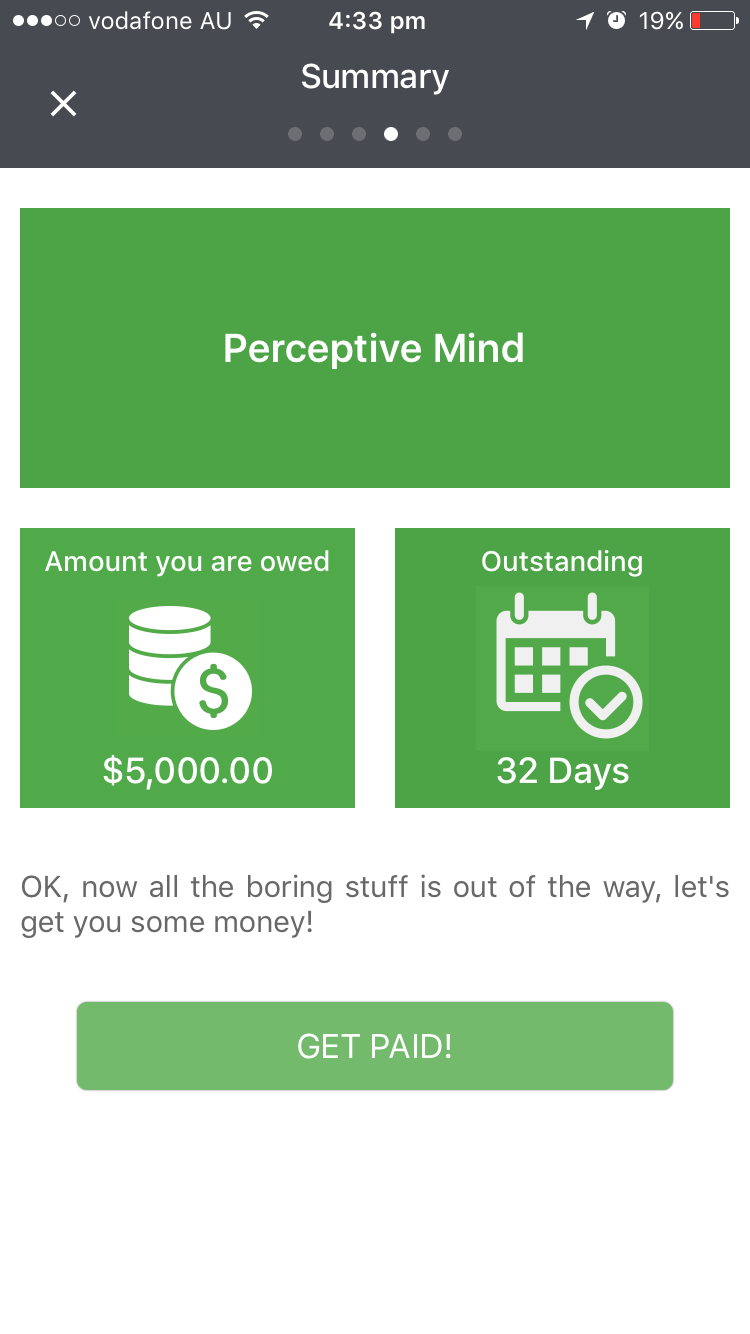 vodafone AU 4:33 pm 19%
Summary
Perceptive Mind
Amount you are owed
$
$5,000.00
Outstanding
32 Days
OK, now all the boring stuff is out of the way, let's
get you some money!
GET PAID!